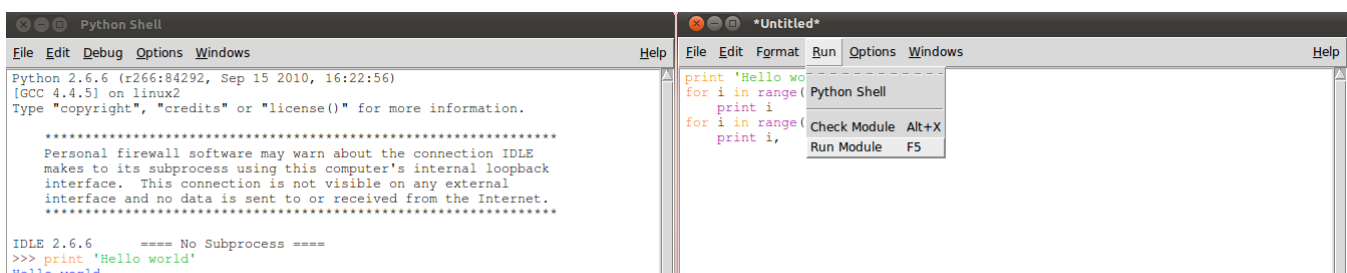 Python Shell
File Edit Debug Options Windows Help
Python 2.6.6 (r266:84292, Sep 15 2010, 16:22:56)
[GCC 4.4.5] on linux2
Type "copyright", "credits" or "license()" for more information.
****************************************************************
Personal firewall software may warn about the connection IDLE
makes to its subprocess using this computer's internal loopback
interface. This connection is not visible on any external
interface and no data is sent to or received from the Internet.
****************************************************************
IDLE 2.6.6 ==== No Subprocess ====
>>> print 'Hello world'
Hello world
*Untitled*
File Edit Format Run Options Windows Help
print 'Hello wo
for i in range(
print i
for i in range(
print i,
Python Shell
Check Module Alt+X
Run Module F5